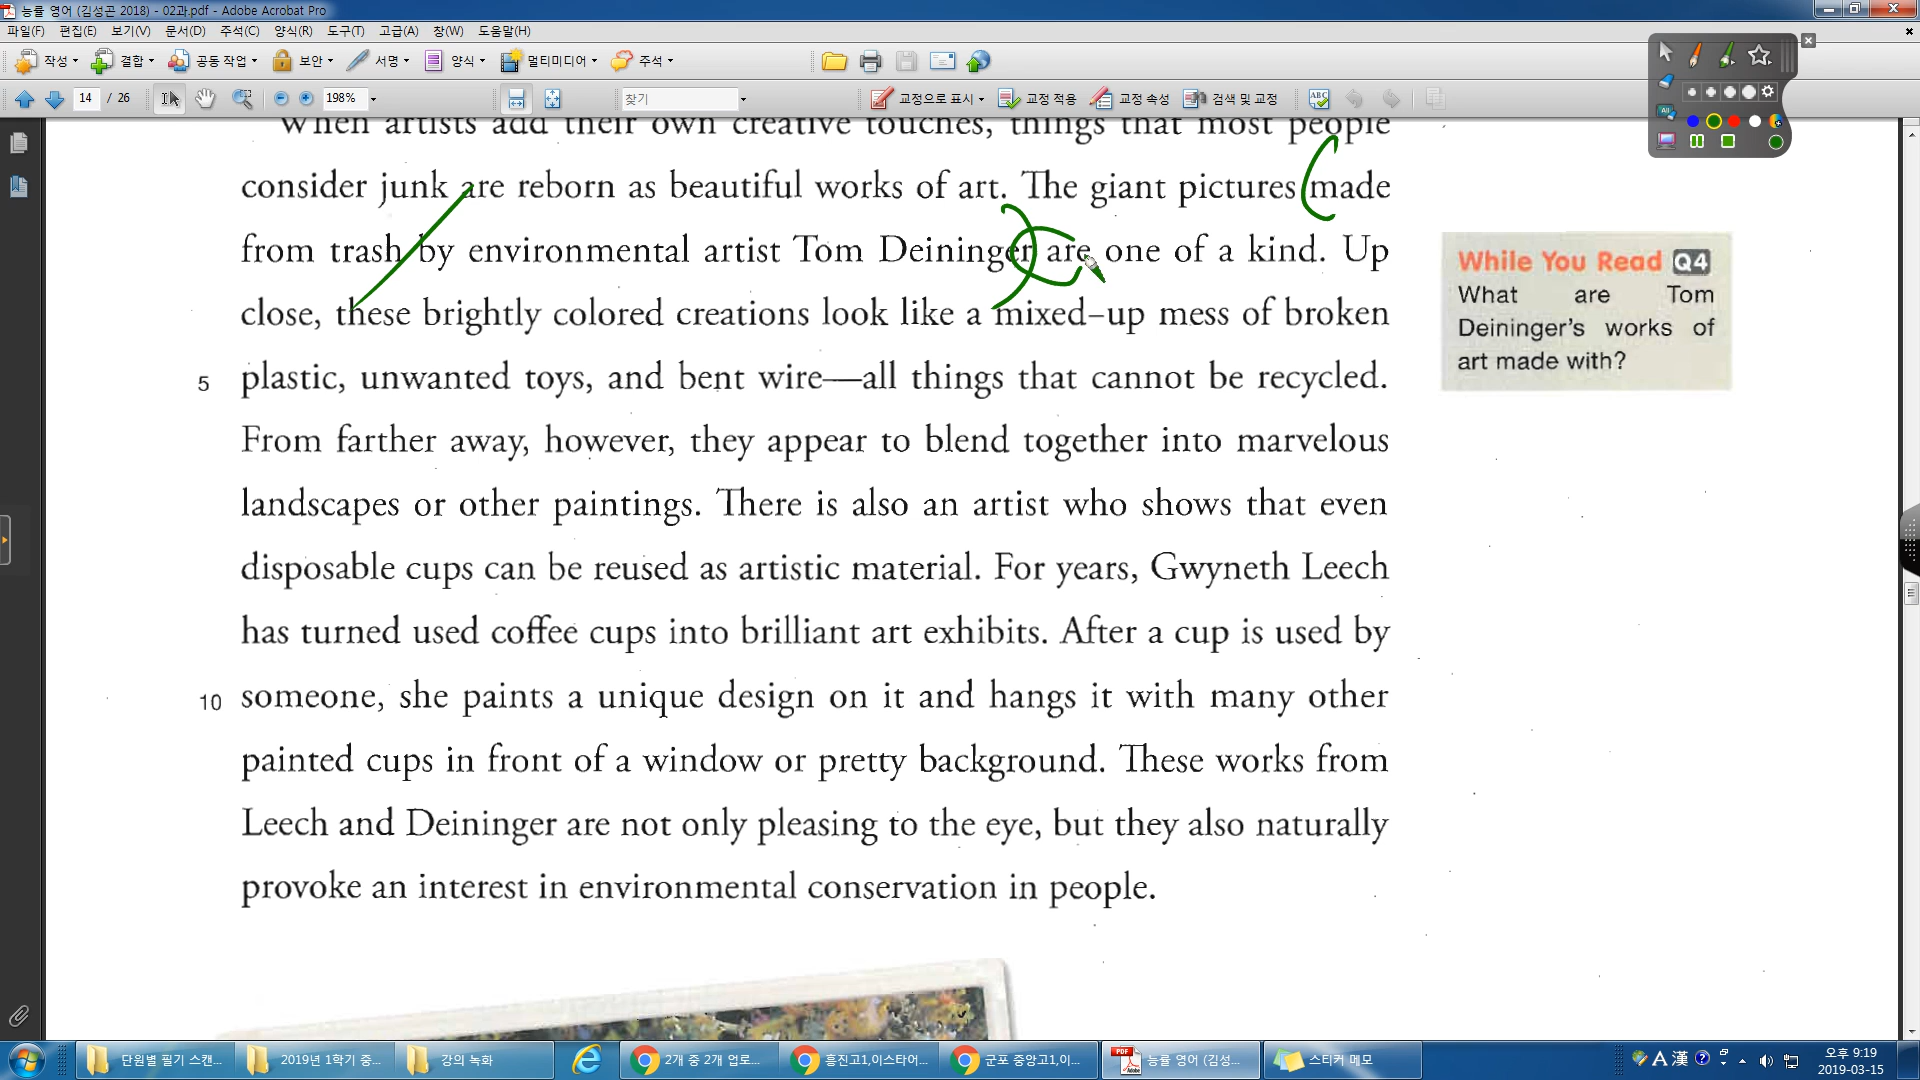 능률 영어 (김성곤 2018) - 02과.pdf - Adobe Acrobat Pro
파일(F) 편집(E) 보기(V) 문서(D) 주석(C) 양식(R) 도구(T) 고급(A) 창(W) 도움말(H)
작성 결합 공동 작업 보안 서명 양식 멀티미디어 주석
14 / 26 198% 찾기 교정으로 표시 교정 적용 교정 속성 검색 및 교정
When artists add their own creative touches, things that most people
consider junk are reborn as beautiful works of art. The giant pictures made
from trash by environmental artist Tom Deininger are one of a kind. Up
close, these brightly colored creations look like a mixed-up mess of broken
5 plastic, unwanted toys, and bent wire—all things that cannot be recycled.
From farther away, however, they appear to blend together into marvelous
landscapes or other paintings. There is also an artist who shows that even
disposable cups can be reused as artistic material. For years, Gwyneth Leech
has turned used coffee cups into brilliant art exhibits. After a cup is used by
10 someone, she paints a unique design on it and hangs it with many other
painted cups in front of a window or pretty background. These works from
Leech and Deininger are not only pleasing to the eye, but they also naturally
provoke an interest in environmental conservation in people.
While You Read Q4
What are Tom
Deininger's works of
art made with?
단원별 필기 스캔... 2019년 1학기 중... 강의 녹화 2개 중 2개 업로... 흥진고1,이스타어... 군포 중앙고1,이... 능률 영어 (김성... 스티커 메모
A 漢 오후 9:19
2019-03-15